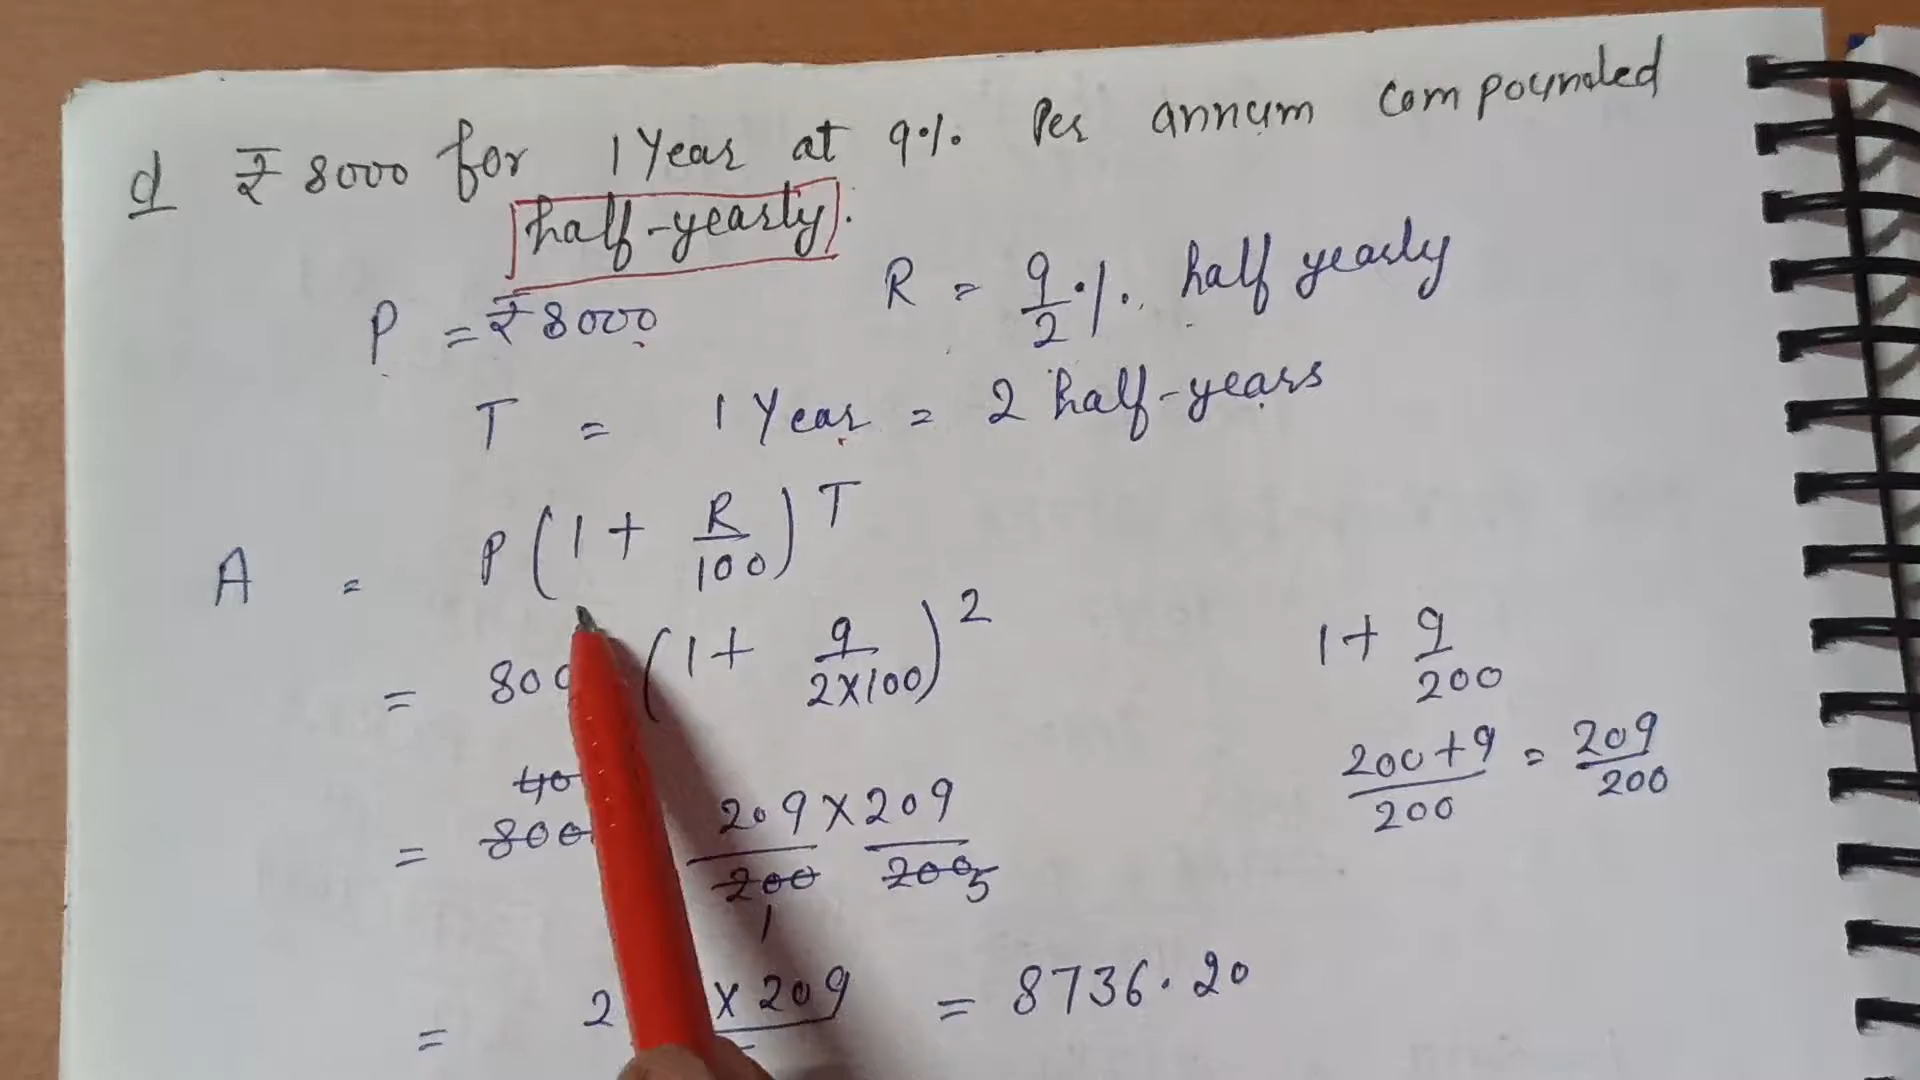 d ₹ 8000 for 1 Year at 9% Per annum compounded
half-yearly.
P = ₹ 8000 R = 9/2 % half yearly
T = 1 Year = 2 half-years
A = P(1 + R/100)^T
= 800 (1 + 9/2×100)^2 1 + 9/200
40
= 800 209/200 × 209/200 5 200+9/200 = 209/200
1
= 2 × 209 = 8736.20